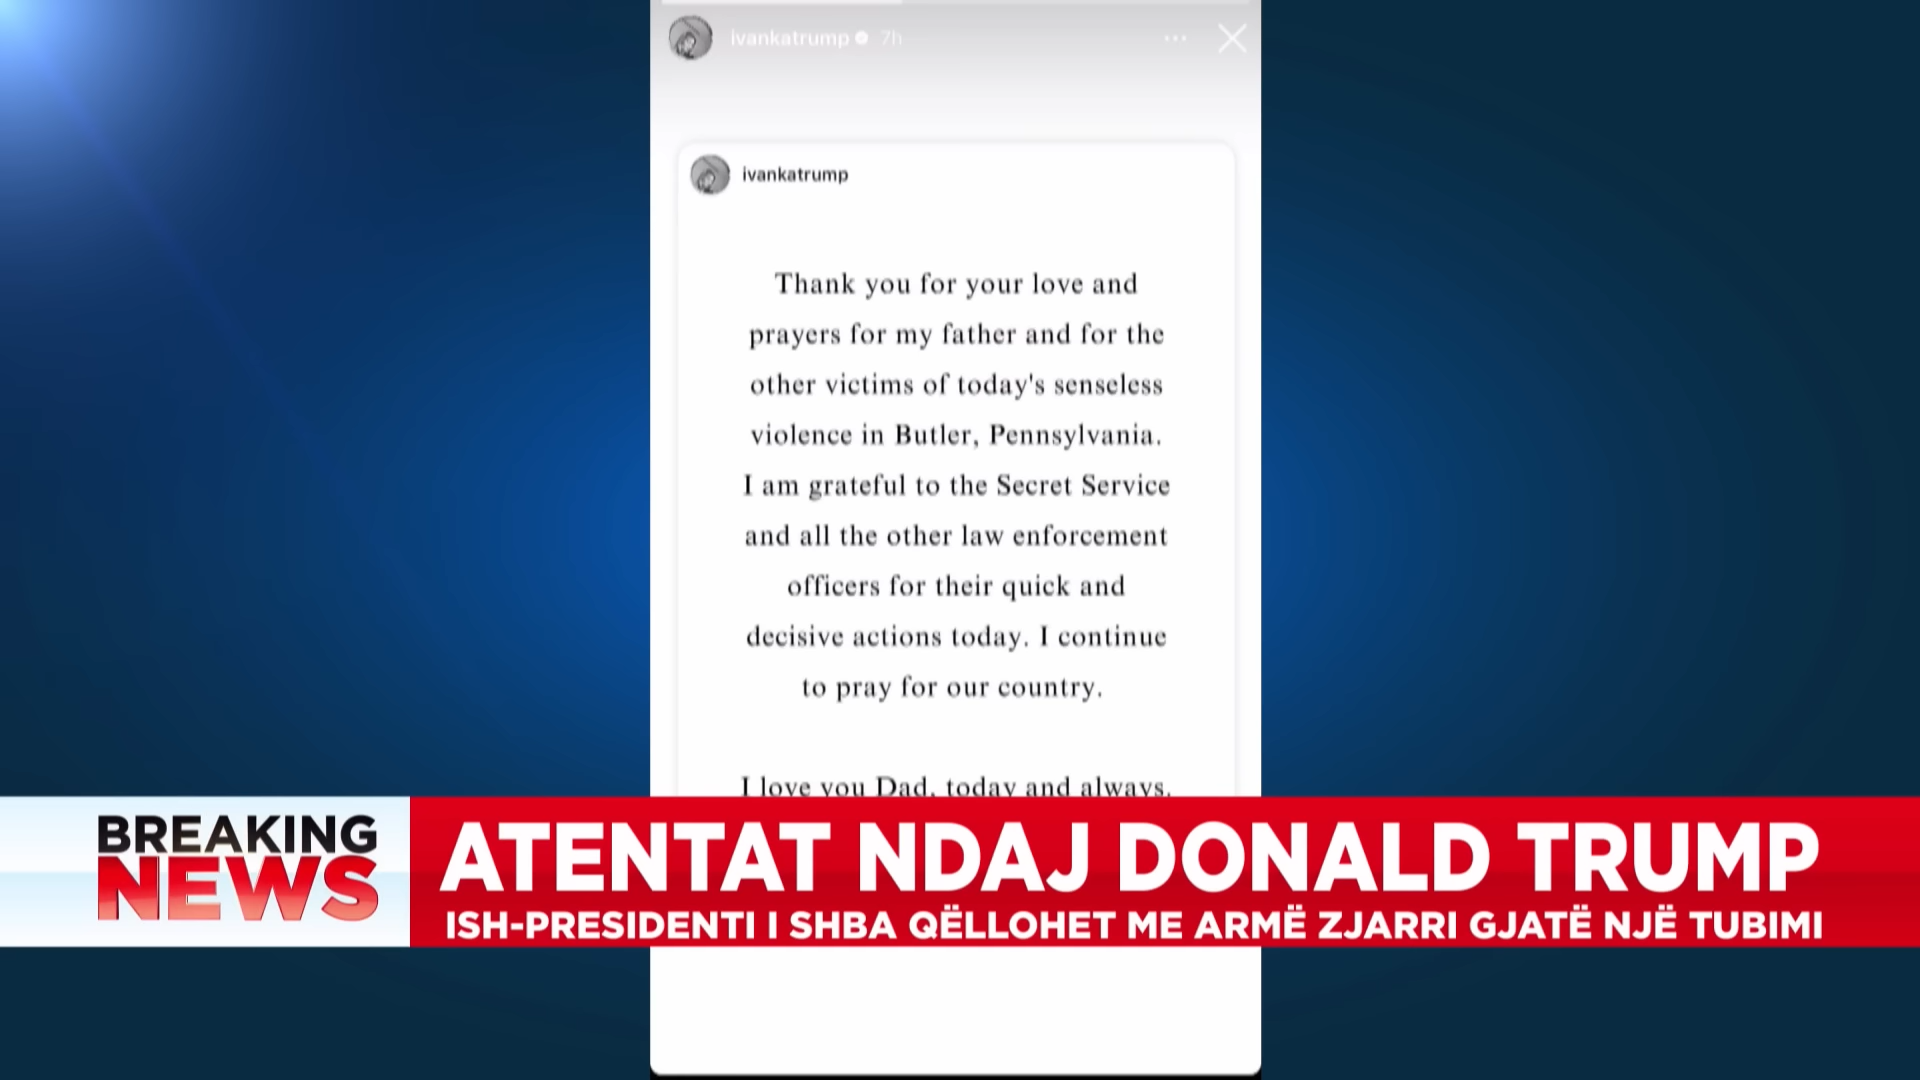 ivankatrump 7h
ivankatrump
Thank you for your love and
prayers for my father and for the
other victims of today's senseless
violence in Butler, Pennsylvania.
I am grateful to the Secret Service
and all the other law enforcement
officers for their quick and
decisive actions today. I continue
to pray for our country.
I love you Dad, today and always.
BREAKING
NEWS
ATENTAT NDAJ DONALD TRUMP
ISH-PRESIDENTI I SHBA QËLLOHET ME ARMË ZJARRI GJATË NJË TUBIMI